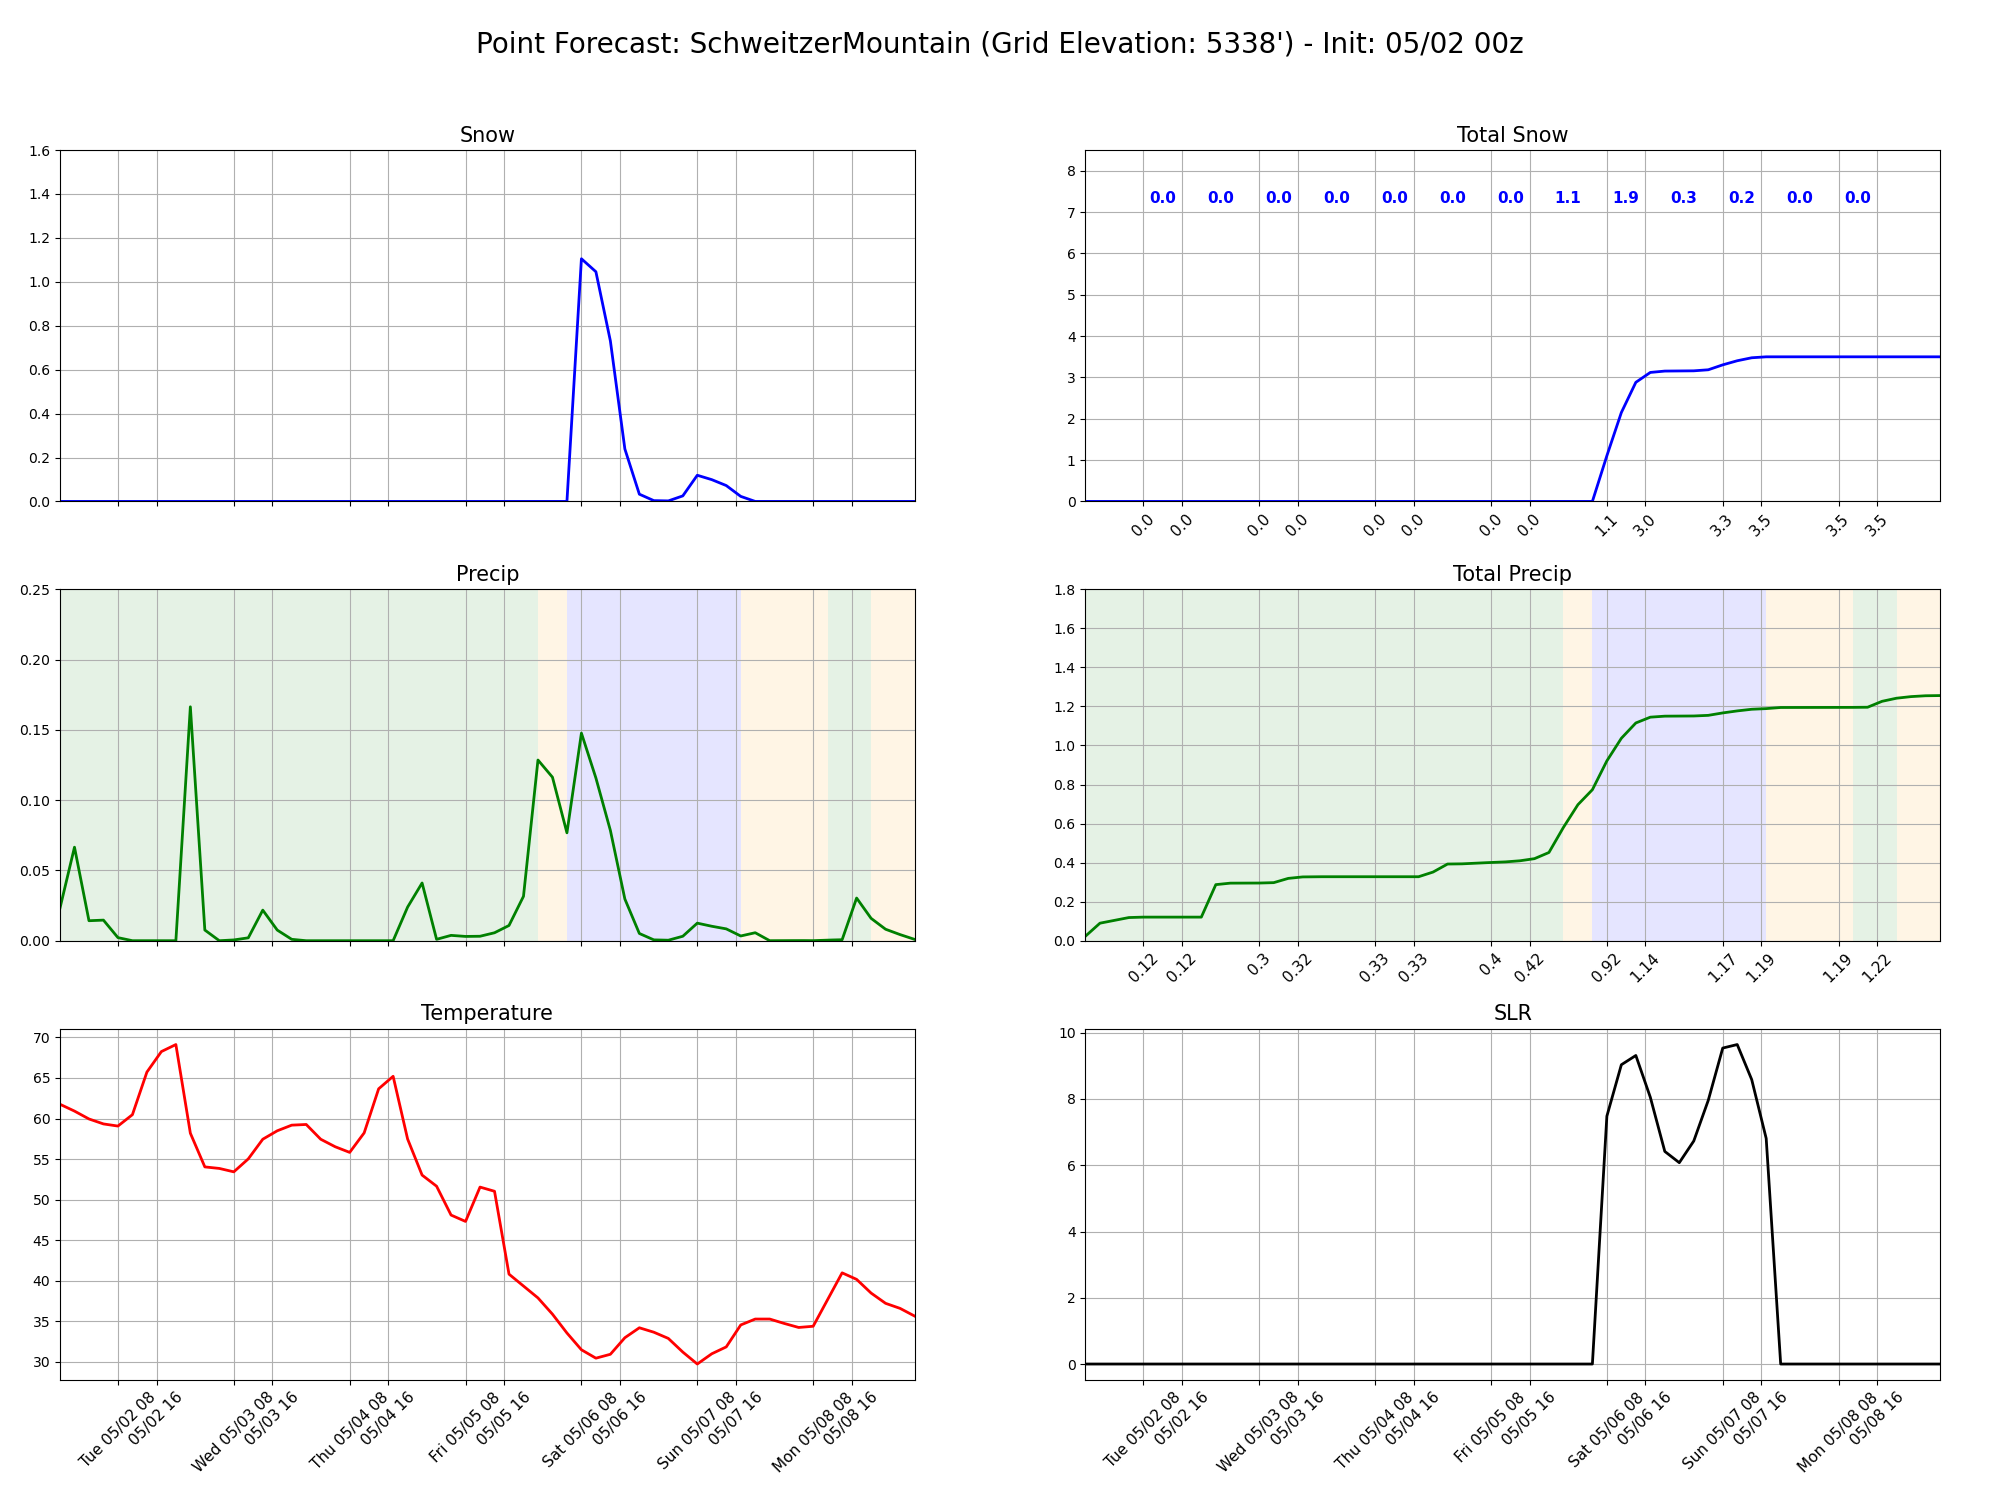 Point Forecast: SchweitzerMountain (Grid Elevation: 5338') - Init: 05/02 00z
Snow
1.6
1.4
1.2
1.0
0.8
0.6
0.4
0.2
0.0
Total Snow
8
7
6
5
4
3
2
1
0
0.0 0.0 0.0 0.0 0.0 0.0 0.0 1.1 1.9 0.3 0.2 0.0 0.0
0.0 0.0 0.0 0.0 0.0 0.0 0.0 0.0 1.1 3.0 3.3 3.5 3.5 3.5
Precip
0.25
0.20
0.15
0.10
0.05
0.00
Total Precip
1.8
1.6
1.4
1.2
1.0
0.8
0.6
0.4
0.2
0.0
0.12 0.12 0.3 0.32 0.33 0.33 0.4 0.42 0.92 1.14 1.17 1.19 1.19 1.22
Temperature
70
65
60
55
50
45
40
35
30
Tue 05/02 08
05/02 16
Wed 05/03 08
05/03 16
Thu 05/04 08
05/04 16
Fri 05/05 08
05/05 16
Sat 05/06 08
05/06 16
Sun 05/07 08
05/07 16
Mon 05/08 08
05/08 16
SLR
10
8
6
4
2
0
Tue 05/02 08
05/02 16
Wed 05/03 08
05/03 16
Thu 05/04 08
05/04 16
Fri 05/05 08
05/05 16
Sat 05/06 08
05/06 16
Sun 05/07 08
05/07 16
Mon 05/08 08
05/08 16